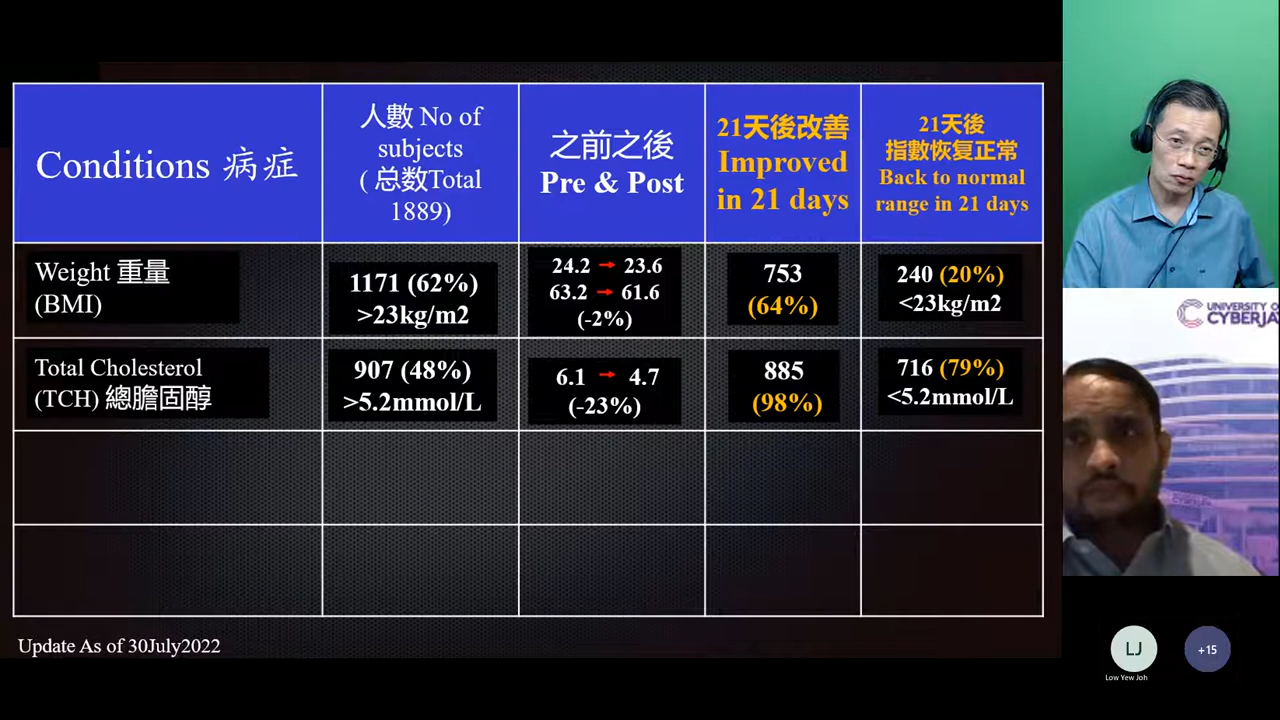 Conditions 病症
人數 No of
subjects
( 总数Total
1889)
之前之後
Pre & Post
21天後改善
Improved
in 21 days
21天後
指數恢复正常
Back to normal
range in 21 days
Weight 重量
(BMI)
1171 (62%)
>23kg/m2
24.2 → 23.6
63.2 → 61.6
(-2%)
753
(64%)
240 (20%)
<23kg/m2
Total Cholesterol
(TCH) 總膽固醇
907 (48%)
>5.2mmol/L
6.1 → 4.7
(-23%)
885
(98%)
716 (79%)
<5.2mmol/L
Update As of 30July2022
UNIVERSITY OF
CYBERJA
LJ
+15
Low Yew Joh